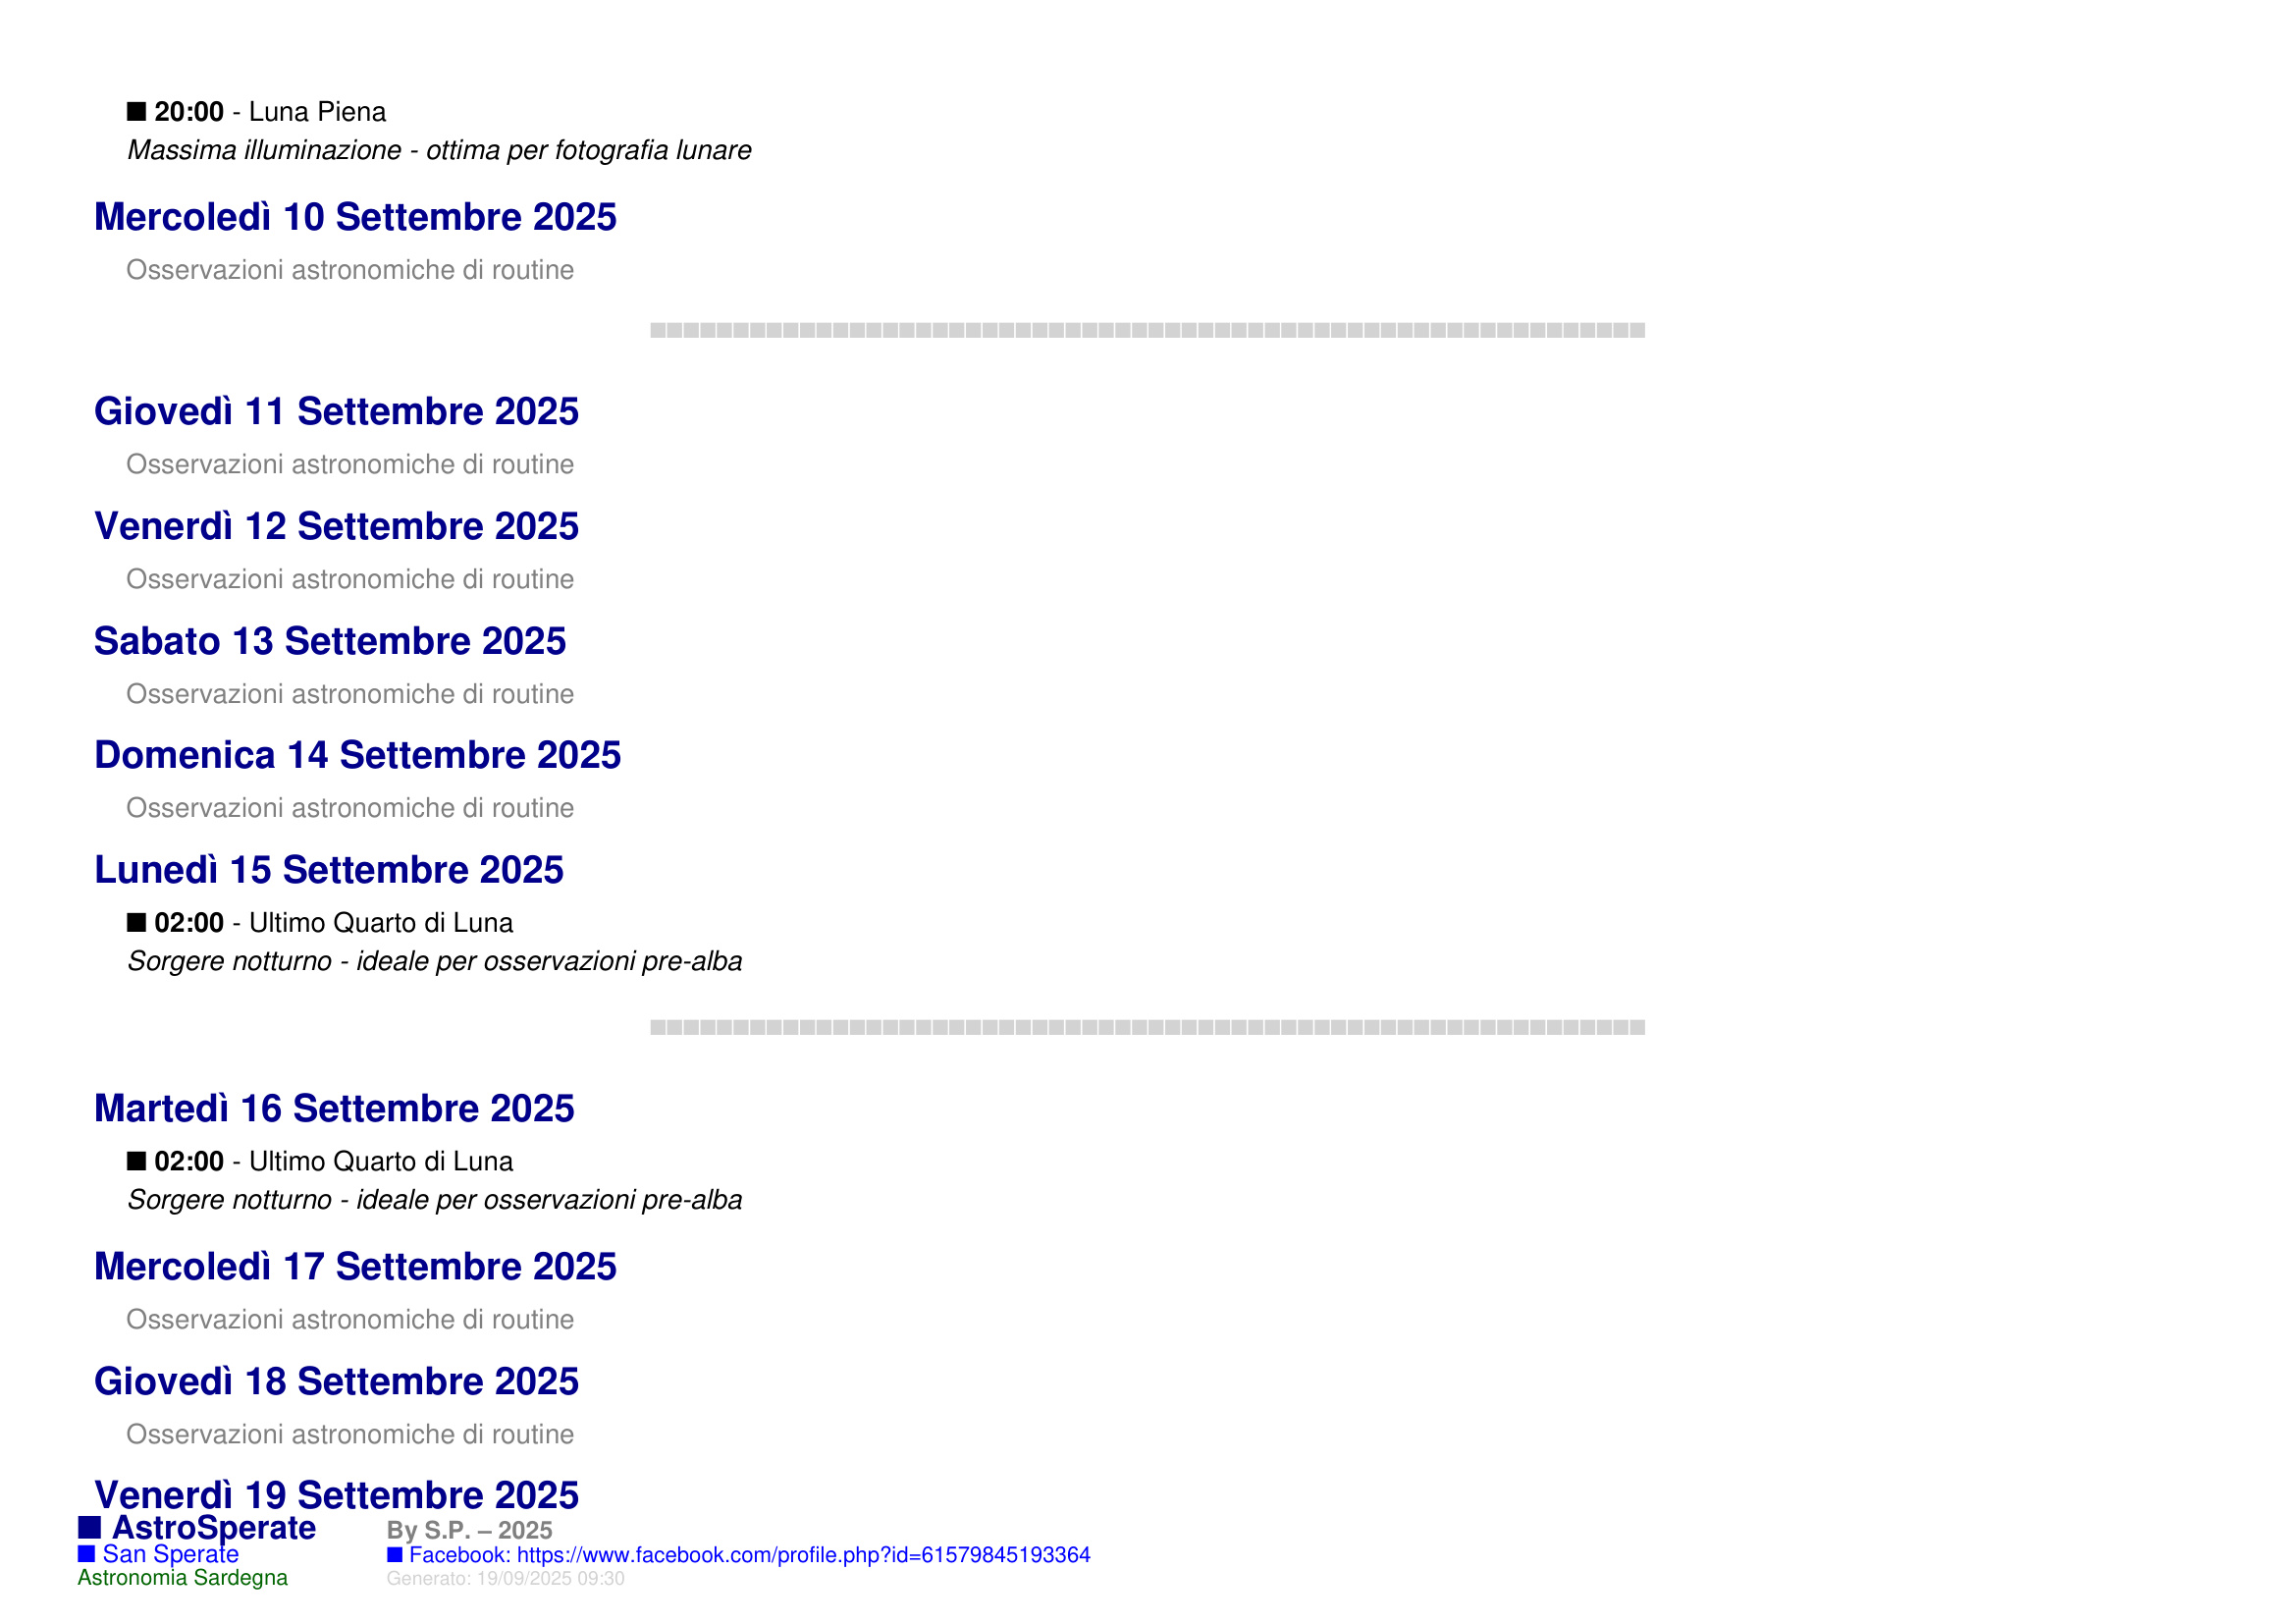 ■ 20:00 - Luna Piena
Massima illuminazione - ottima per fotografia lunare
Mercoledì 10 Settembre 2025
Osservazioni astronomiche di routine
Giovedì 11 Settembre 2025
Osservazioni astronomiche di routine
Venerdì 12 Settembre 2025
Osservazioni astronomiche di routine
Sabato 13 Settembre 2025
Osservazioni astronomiche di routine
Domenica 14 Settembre 2025
Osservazioni astronomiche di routine
Lunedì 15 Settembre 2025
■ 02:00 - Ultimo Quarto di Luna
Sorgere notturno - ideale per osservazioni pre-alba
Martedì 16 Settembre 2025
■ 02:00 - Ultimo Quarto di Luna
Sorgere notturno - ideale per osservazioni pre-alba
Mercoledì 17 Settembre 2025
Osservazioni astronomiche di routine
Giovedì 18 Settembre 2025
Osservazioni astronomiche di routine
Venerdì 19 Settembre 2025
■ AstroSperate
By S.P. – 2025
■ San Sperate
■ Facebook: https://www.facebook.com/profile.php?id=61579845193364
Astronomia Sardegna
Generato: 19/09/2025 09:30